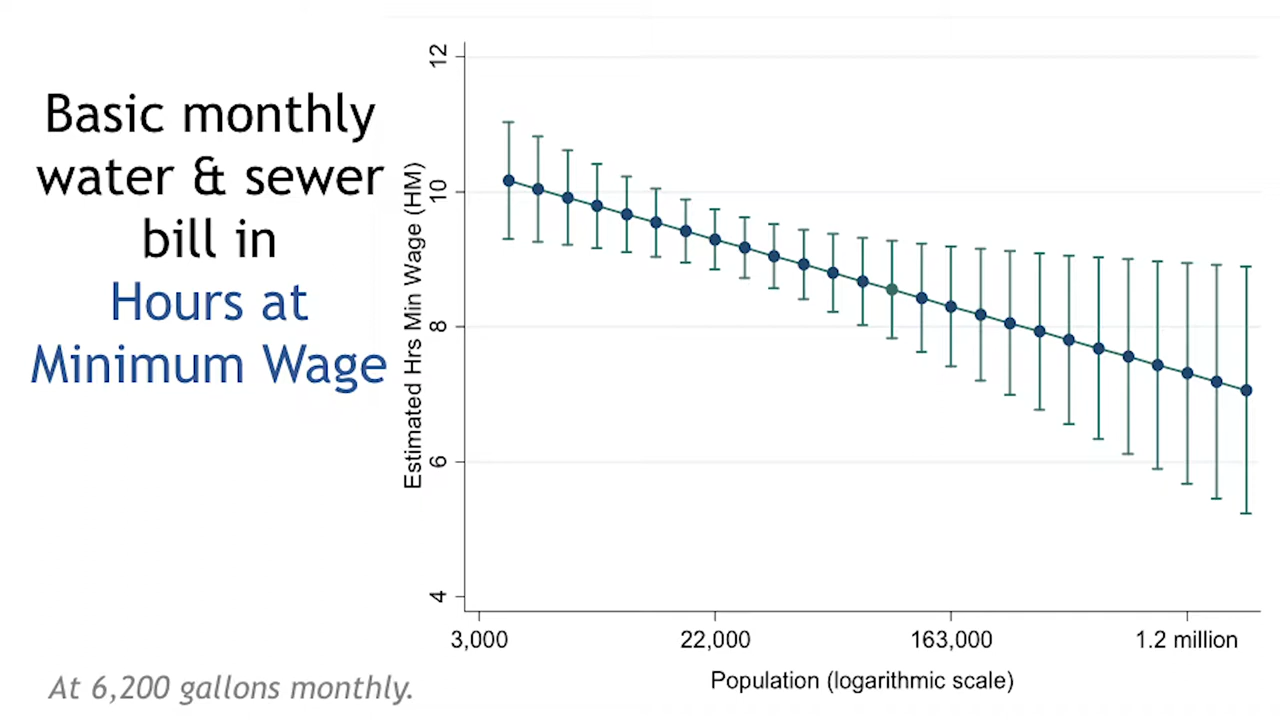 Basic monthly
water & sewer
bill in
Hours at
Minimum Wage
At 6,200 gallons monthly.
Estimated Hrs Min Wage (HM)
12
10
8
6
4
3,000
22,000
163,000
1.2 million
Population (logarithmic scale)